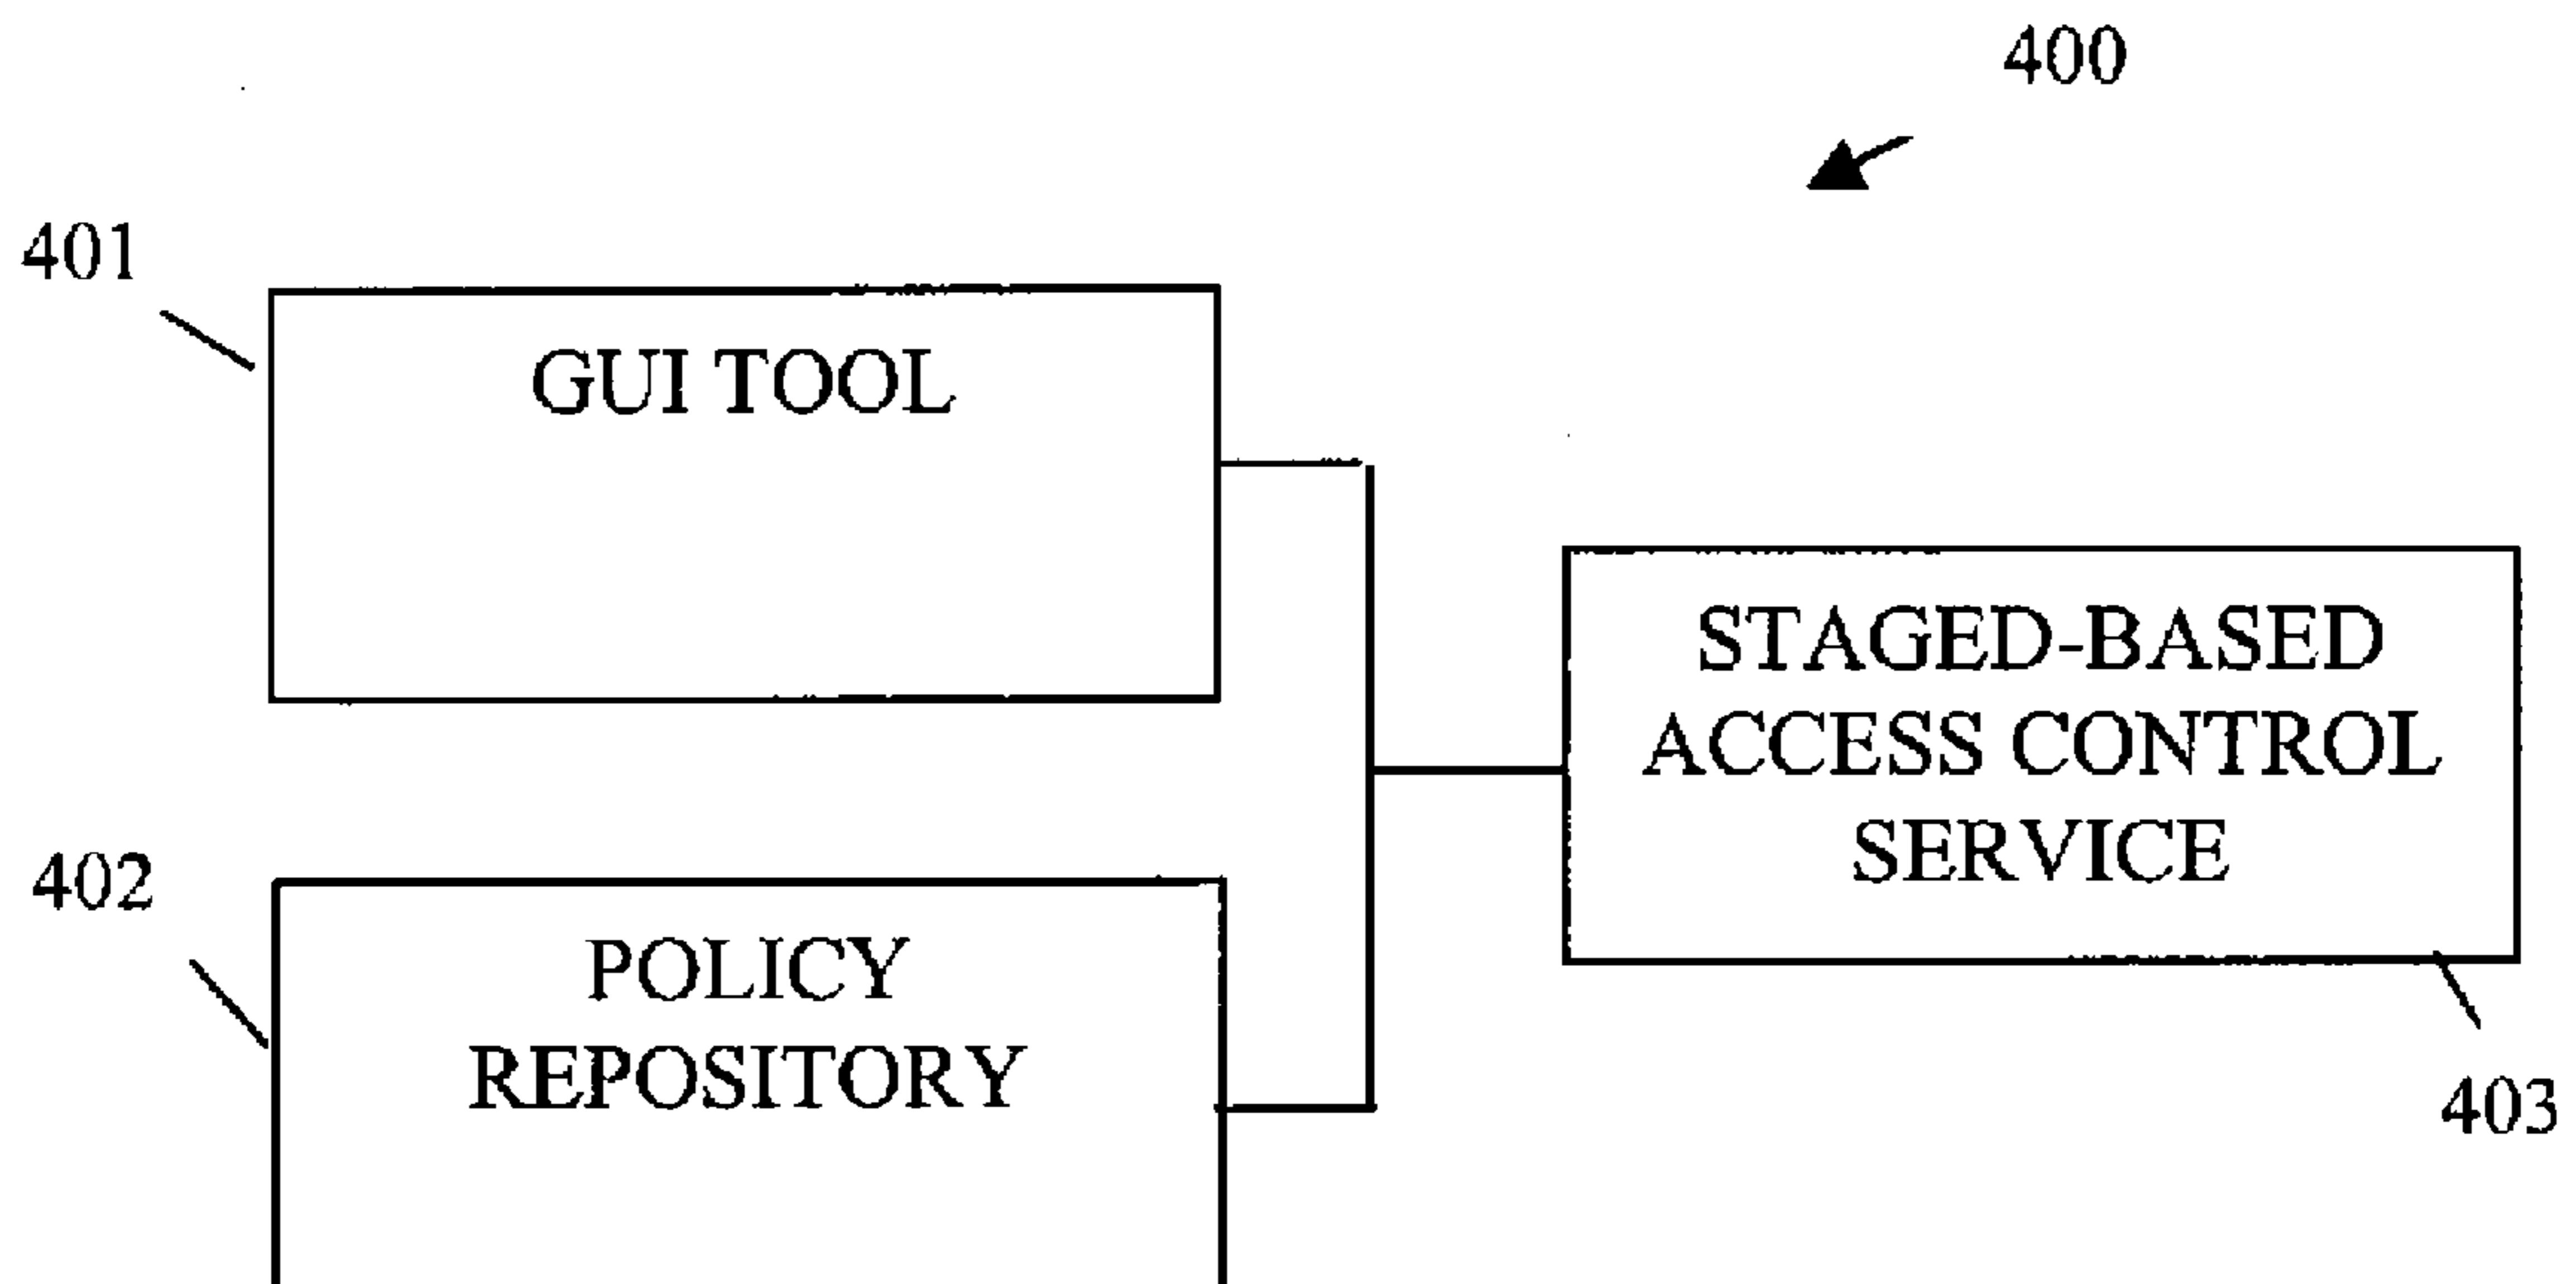 400
401
GUI TOOL
STAGED-BASED
ACCESS CONTROL
SERVICE
402
POLICY
REPOSITORY
403